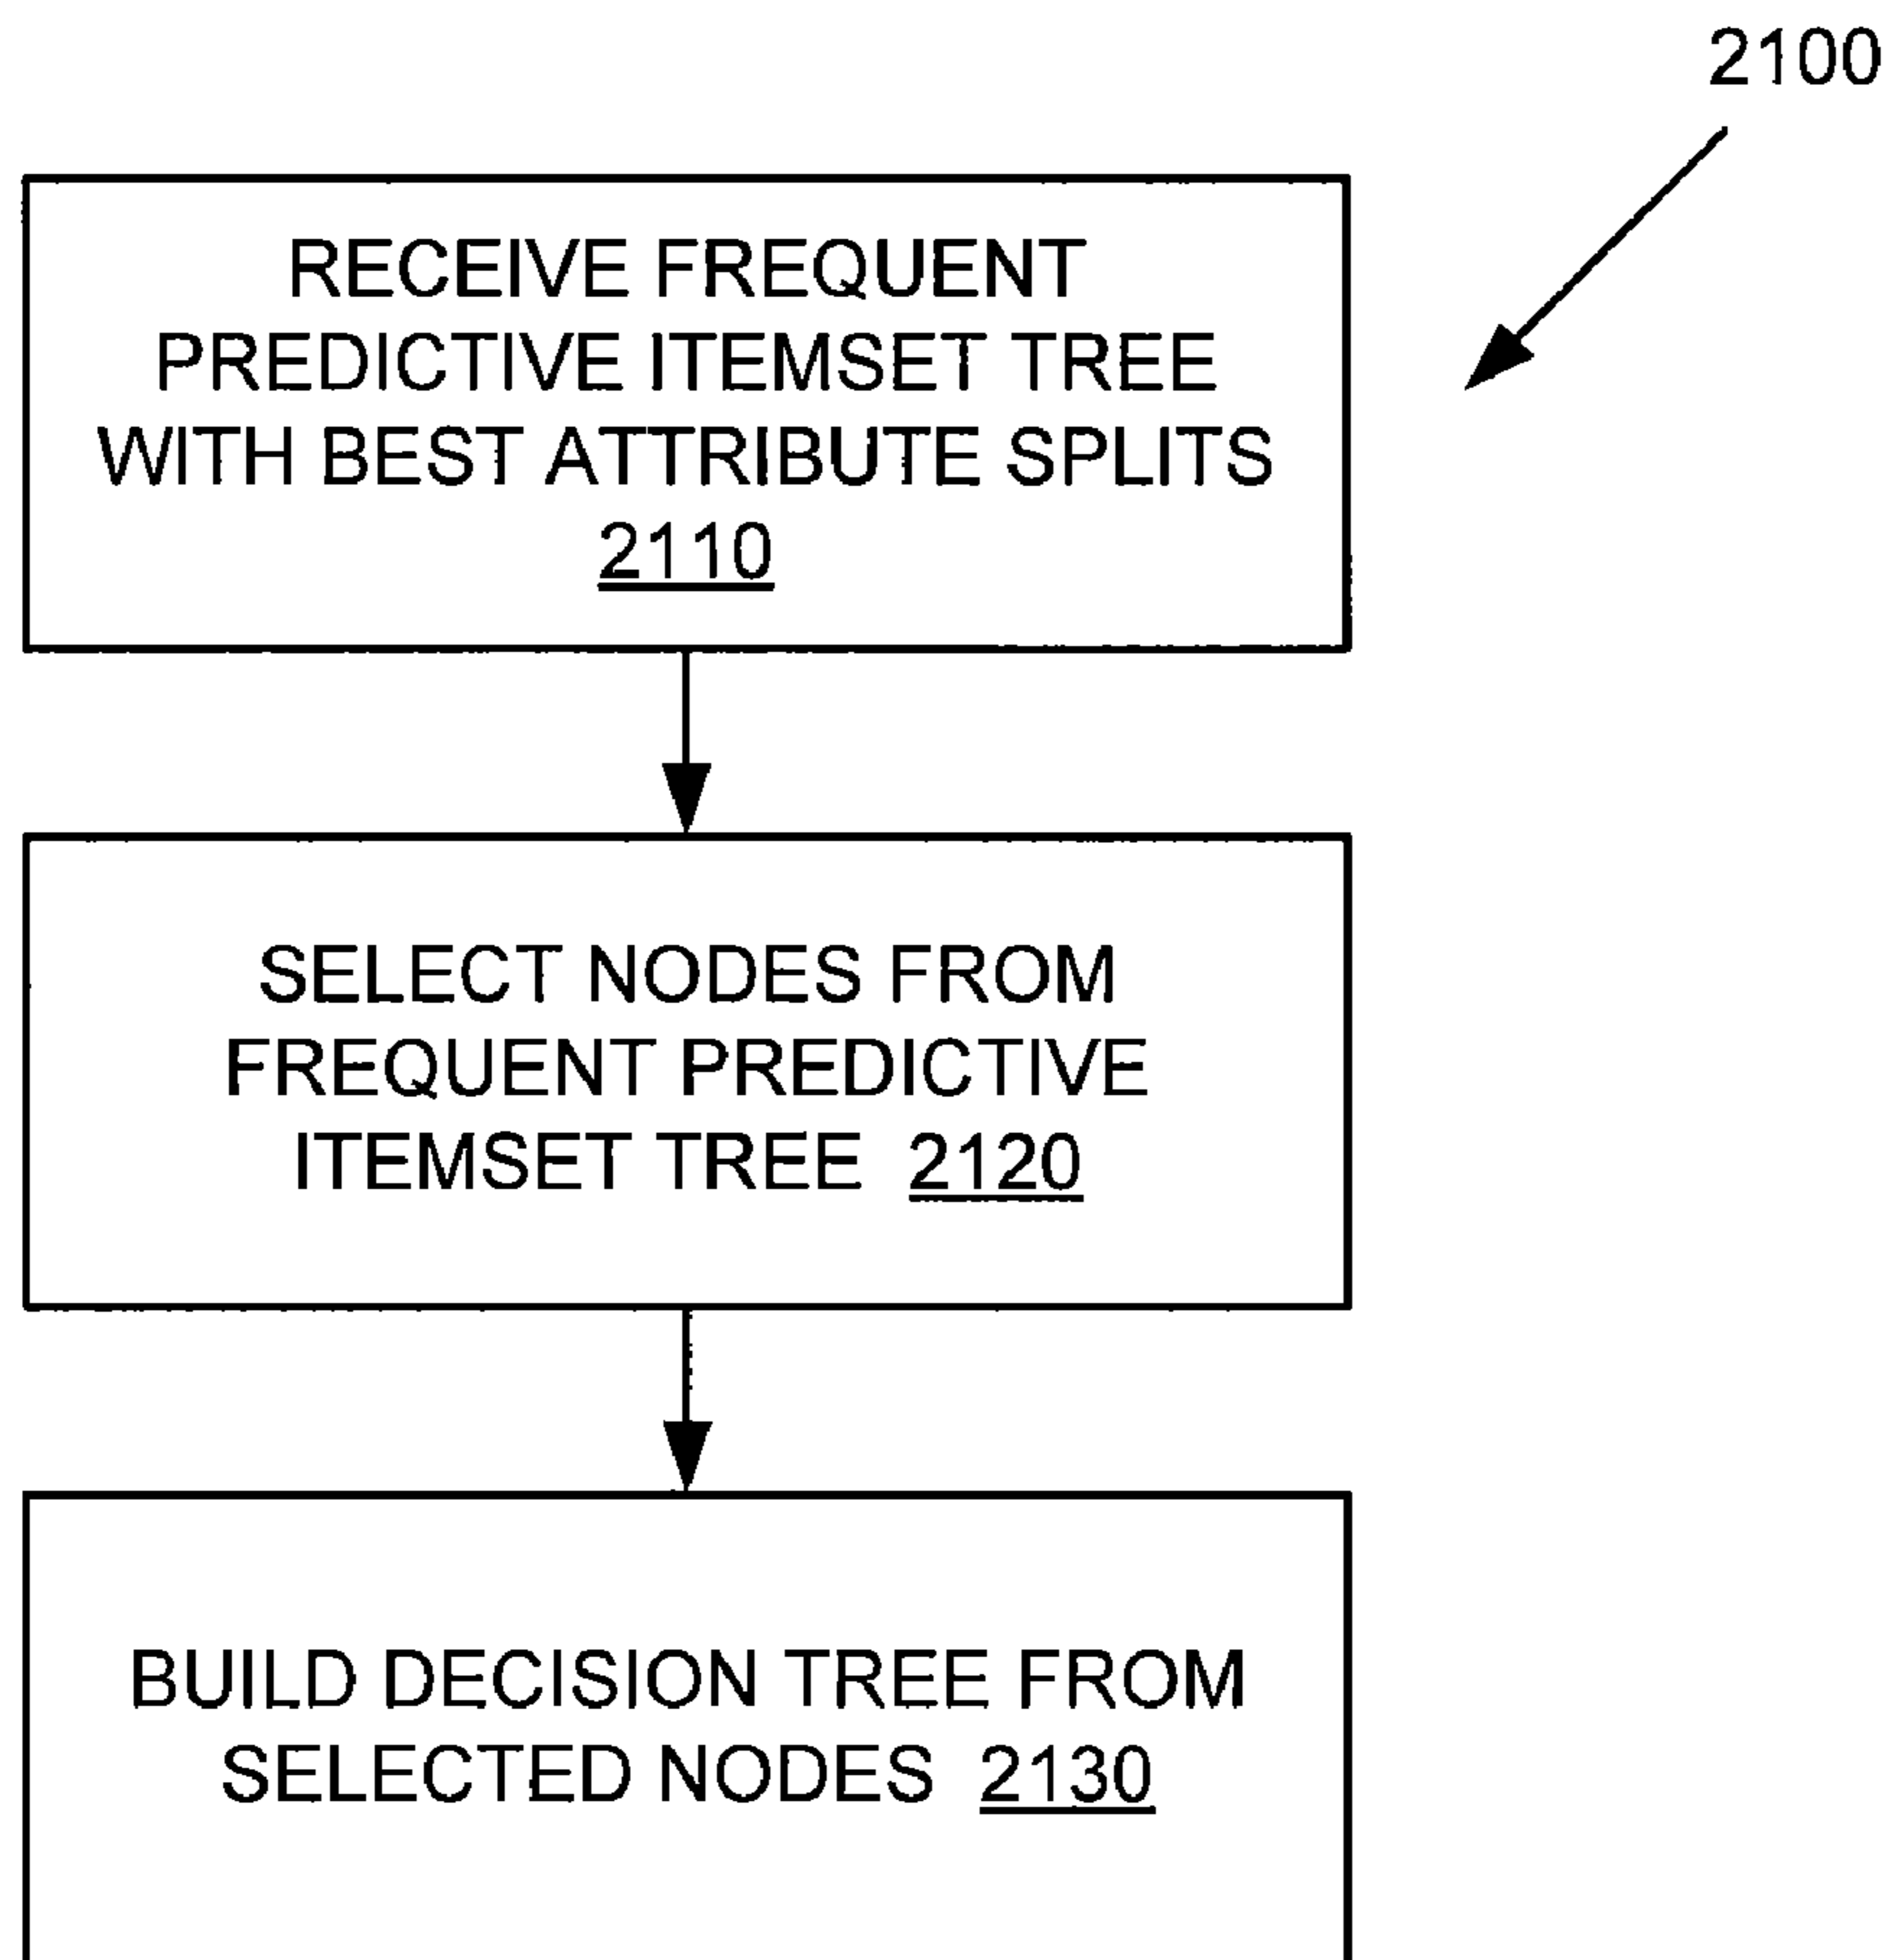 2100
RECEIVE FREQUENT
PREDICTIVE ITEMSET TREE
WITH BEST ATTRIBUTE SPLITS
2110
SELECT NODES FROM
FREQUENT PREDICTIVE
ITEMSET TREE 2120
BUILD DECISION TREE FROM
SELECTED NODES 2130